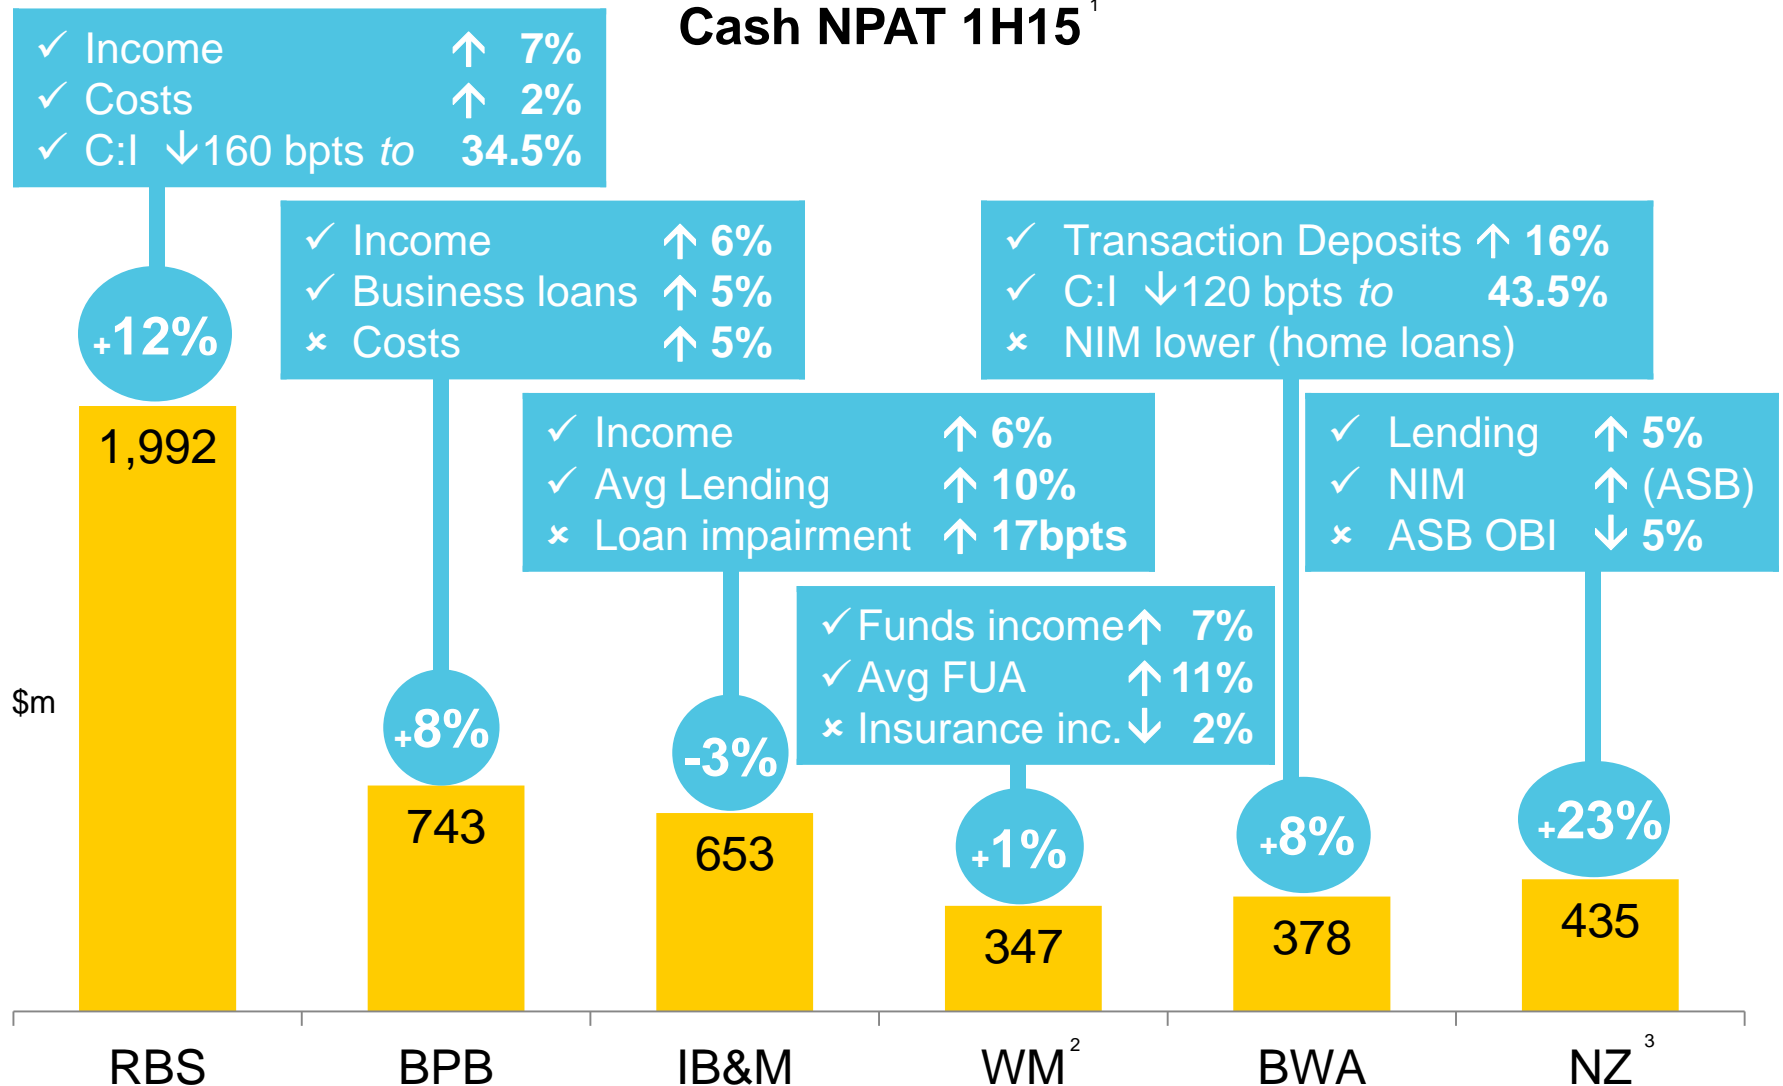 Cash NPAT 1H15 1
✓ Income ↑ 7%
✓ Costs ↑ 2%
✓ C:I ↓160 bpts to 34.5%
✓ Income ↑ 6%
✓ Business loans ↑ 5%
× Costs ↑ 5%
✓ Transaction Deposits ↑ 16%
✓ C:I ↓120 bpts to 43.5%
× NIM lower (home loans)
✓ Income ↑ 6%
✓ Avg Lending ↑ 10%
× Loan impairment ↑ 17bpts
✓ Lending ↑ 5%
✓ NIM ↑ (ASB)
× ASB OBI ↓ 5%
✓ Funds income ↑ 7%
✓ Avg FUA ↑ 11%
× Insurance inc. ↓ 2%
+12%
+8%
-3%
+1%
+8%
+23%
$m
1,992
743
653
347
378
435
RBS
BPB
IB&M
WM 2
BWA
NZ 3